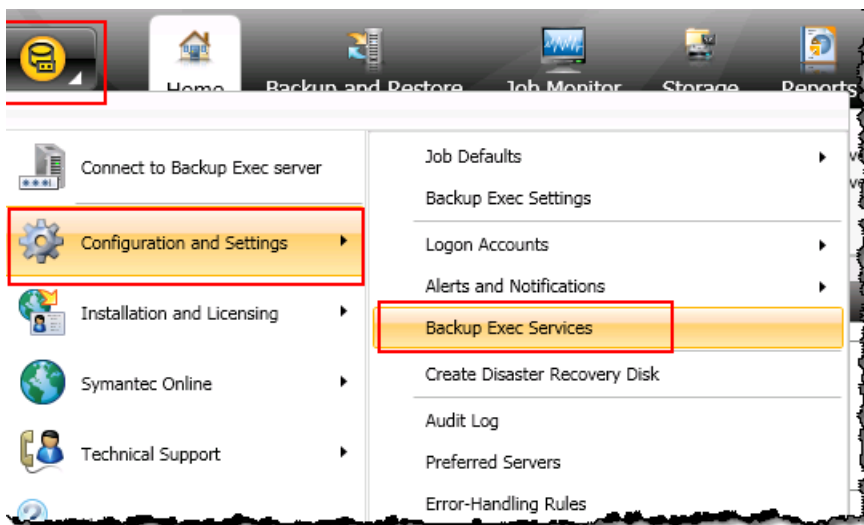 Home
Backup and Restore
Job Monitor
Storage
Reports
Connect to Backup Exec server
Configuration and Settings
Installation and Licensing
Symantec Online
Technical Support
Job Defaults
Backup Exec Settings
Logon Accounts
Alerts and Notifications
Backup Exec Services
Create Disaster Recovery Disk
Audit Log
Preferred Servers
Error-Handling Rules